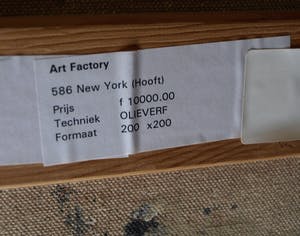 Art Factory
586 New York (Hooft)
Prijs f 10000.00
Techniek OLIEVERF
Formaat 200 x200